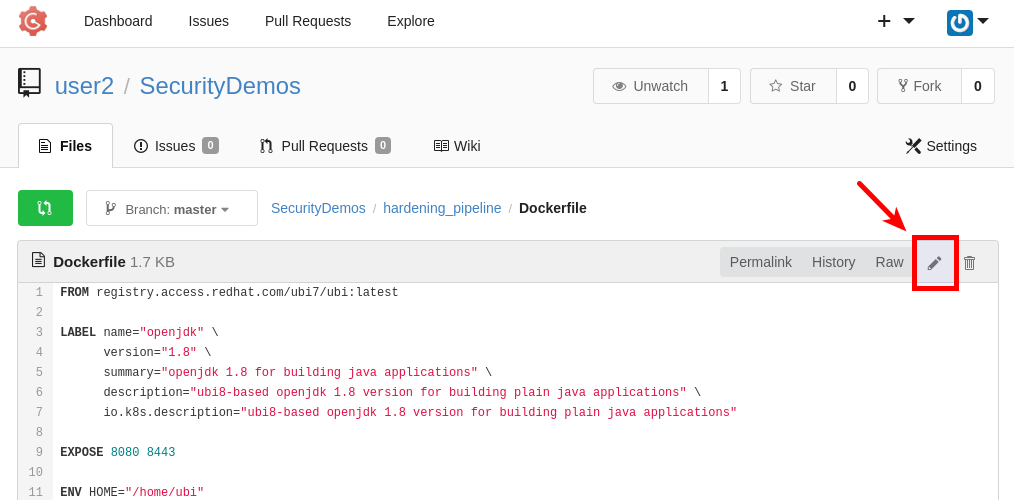 Dashboard Issues Pull Requests Explore
user2 / SecurityDemos Unwatch 1 Star 0 Fork 0
Files Issues 0 Pull Requests 0 Wiki Settings
Branch: master SecurityDemos / hardening_pipeline / Dockerfile
Dockerfile 1.7 KB Permalink History Raw
1 FROM registry.access.redhat.com/ubi7/ubi:latest
2
3 LABEL name="openjdk" \
4 version="1.8" \
5 summary="openjdk 1.8 for building java applications" \
6 description="ubi8-based openjdk 1.8 version for building plain java applications" \
7 io.k8s.description="ubi8-based openjdk 1.8 version for building plain java applications"
8
9 EXPOSE 8080 8443
10
11 ENV HOME="/home/ubi"